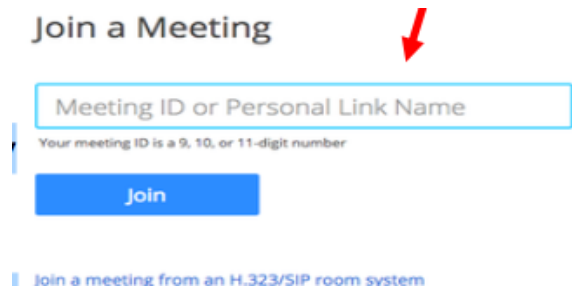 Join a Meeting
Meeting ID or Personal Link Name
Your meeting ID is a 9, 10, or 11-digit number
Join
Join a meeting from an H.323/SIP room system